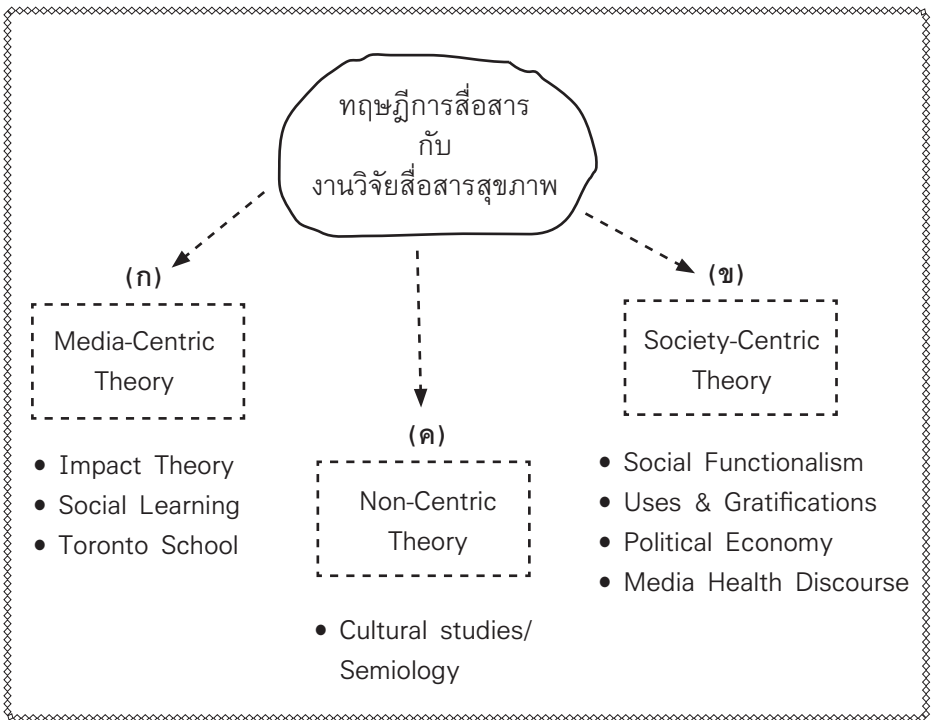 ทฤษฎีการสื่อสาร
กับ
งานวิจัยสื่อสารสุขภาพ
(ก)
Media-Centric
Theory
• Impact Theory
• Social Learning
• Toronto School
(ค)
Non-Centric
Theory
• Cultural studies/
Semiology
(ข)
Society-Centric
Theory
• Social Functionalism
• Uses & Gratifications
• Political Economy
• Media Health Discourse